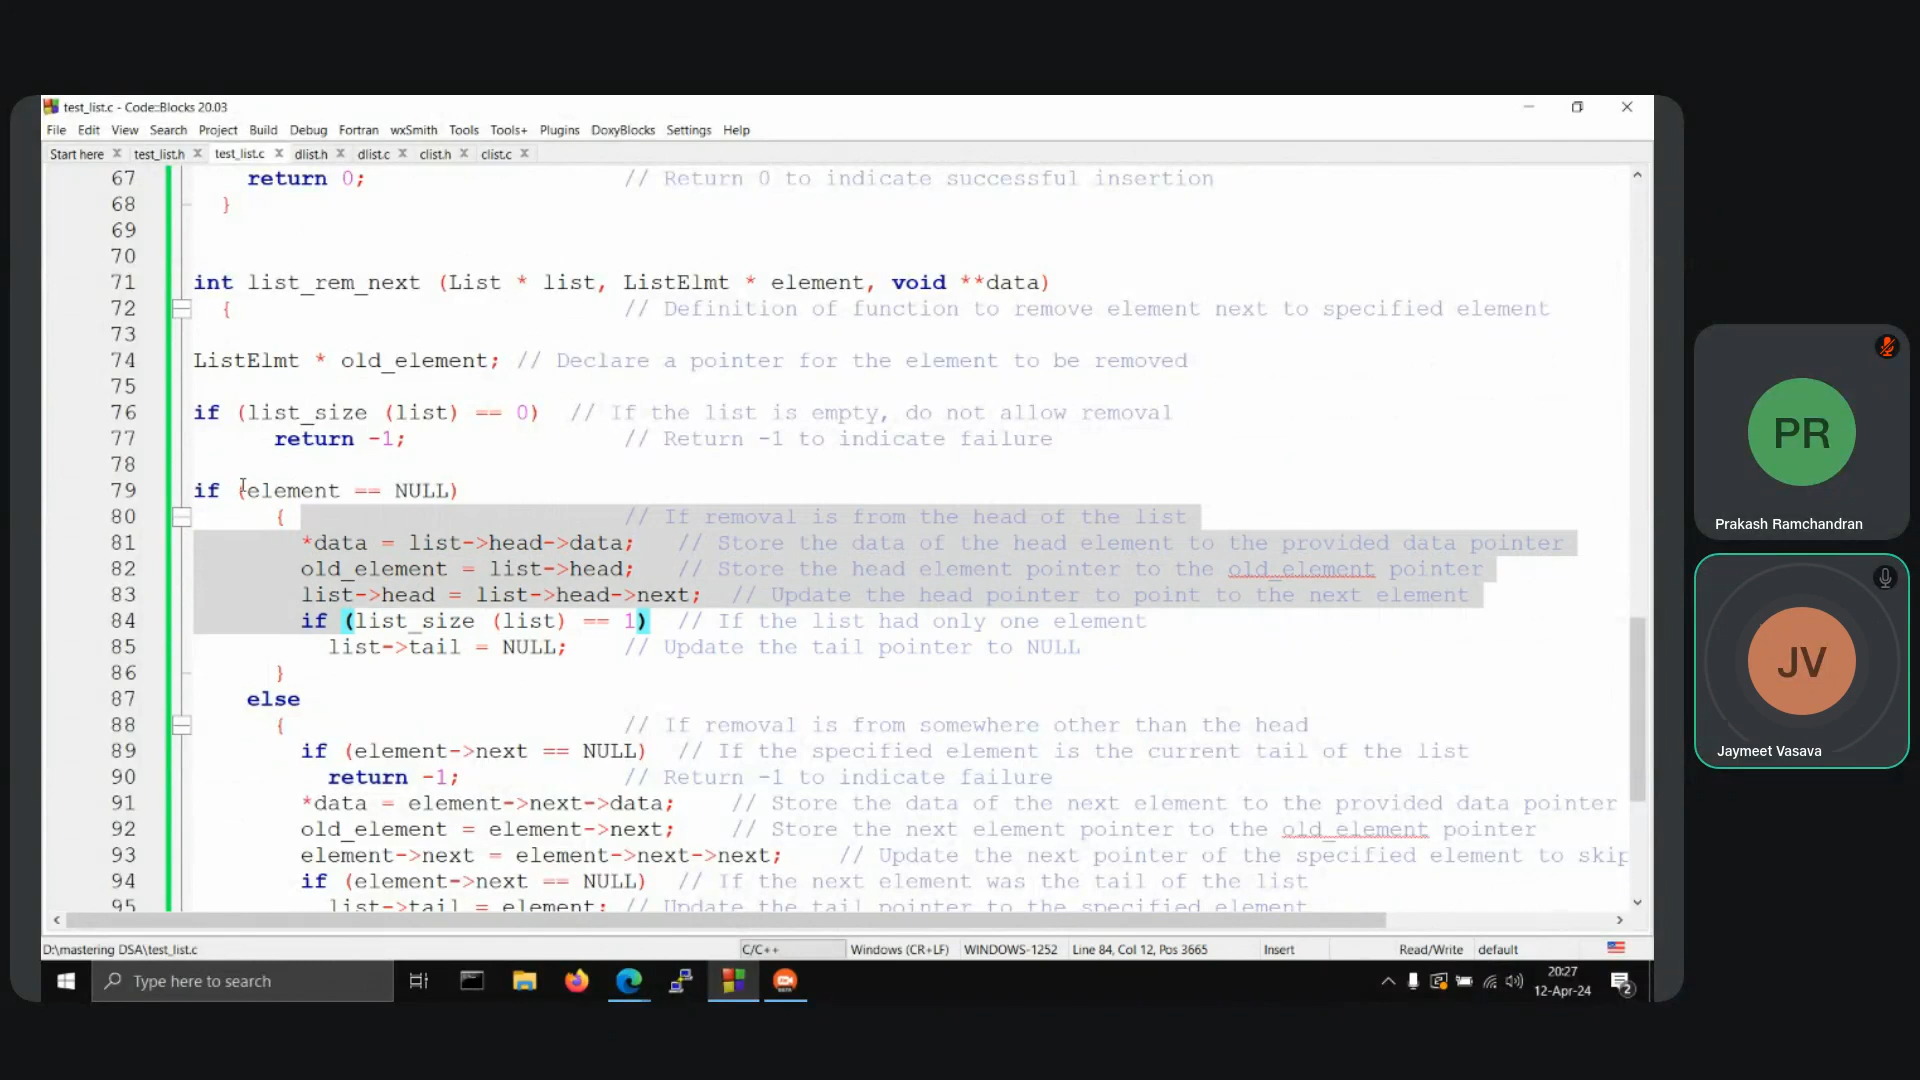 test_list.c - Code::Blocks 20.03
File Edit View Search Project Build Debug Fortran wxSmith Tools Tools+ Plugins DoxyBlocks Settings Help
Start here test_list.h test_list.c dlist.h dlist.c clist.h clist.c
67 return 0; // Return 0 to indicate successful insertion
68 }
69
70
71 int list_rem_next (List * list, ListElmt * element, void **data)
72 { // Definition of function to remove element next to specified element
73
74 ListElmt * old_element; // Declare a pointer for the element to be removed
75
76 if (list_size (list) == 0) // If the list is empty, do not allow removal
77 return -1; // Return -1 to indicate failure
78
79 if (element == NULL)
80 { // If removal is from the head of the list
81 *data = list->head->data; // Store the data of the head element to the provided data pointer
82 old_element = list->head; // Store the head element pointer to the old_element pointer
83 list->head = list->head->next; // Update the head pointer to point to the next element
84 if (list_size (list) == 1) // If the list had only one element
85 list->tail = NULL; // Update the tail pointer to NULL
86 }
87 else
88 { // If removal is from somewhere other than the head
89 if (element->next == NULL) // If the specified element is the current tail of the list
90 return -1; // Return -1 to indicate failure
91 *data = element->next->data; // Store the data of the next element to the provided data pointer
92 old_element = element->next; // Store the next element pointer to the old_element pointer
93 element->next = element->next->next; // Update the next pointer of the specified element to skip
94 if (element->next == NULL) // If the next element was the tail of the list
95 list->tail = element; // Update the tail pointer to the specified element
D:\mastering DSA\test_list.c C/C++ Windows (CR+LF) WINDOWS-1252 Line 84, Col 12, Pos 3665 Insert Read/Write default
Type here to search
20:27
12-Apr-24
2
PR
Prakash Ramchandran
JV
Jaymeet Vasava